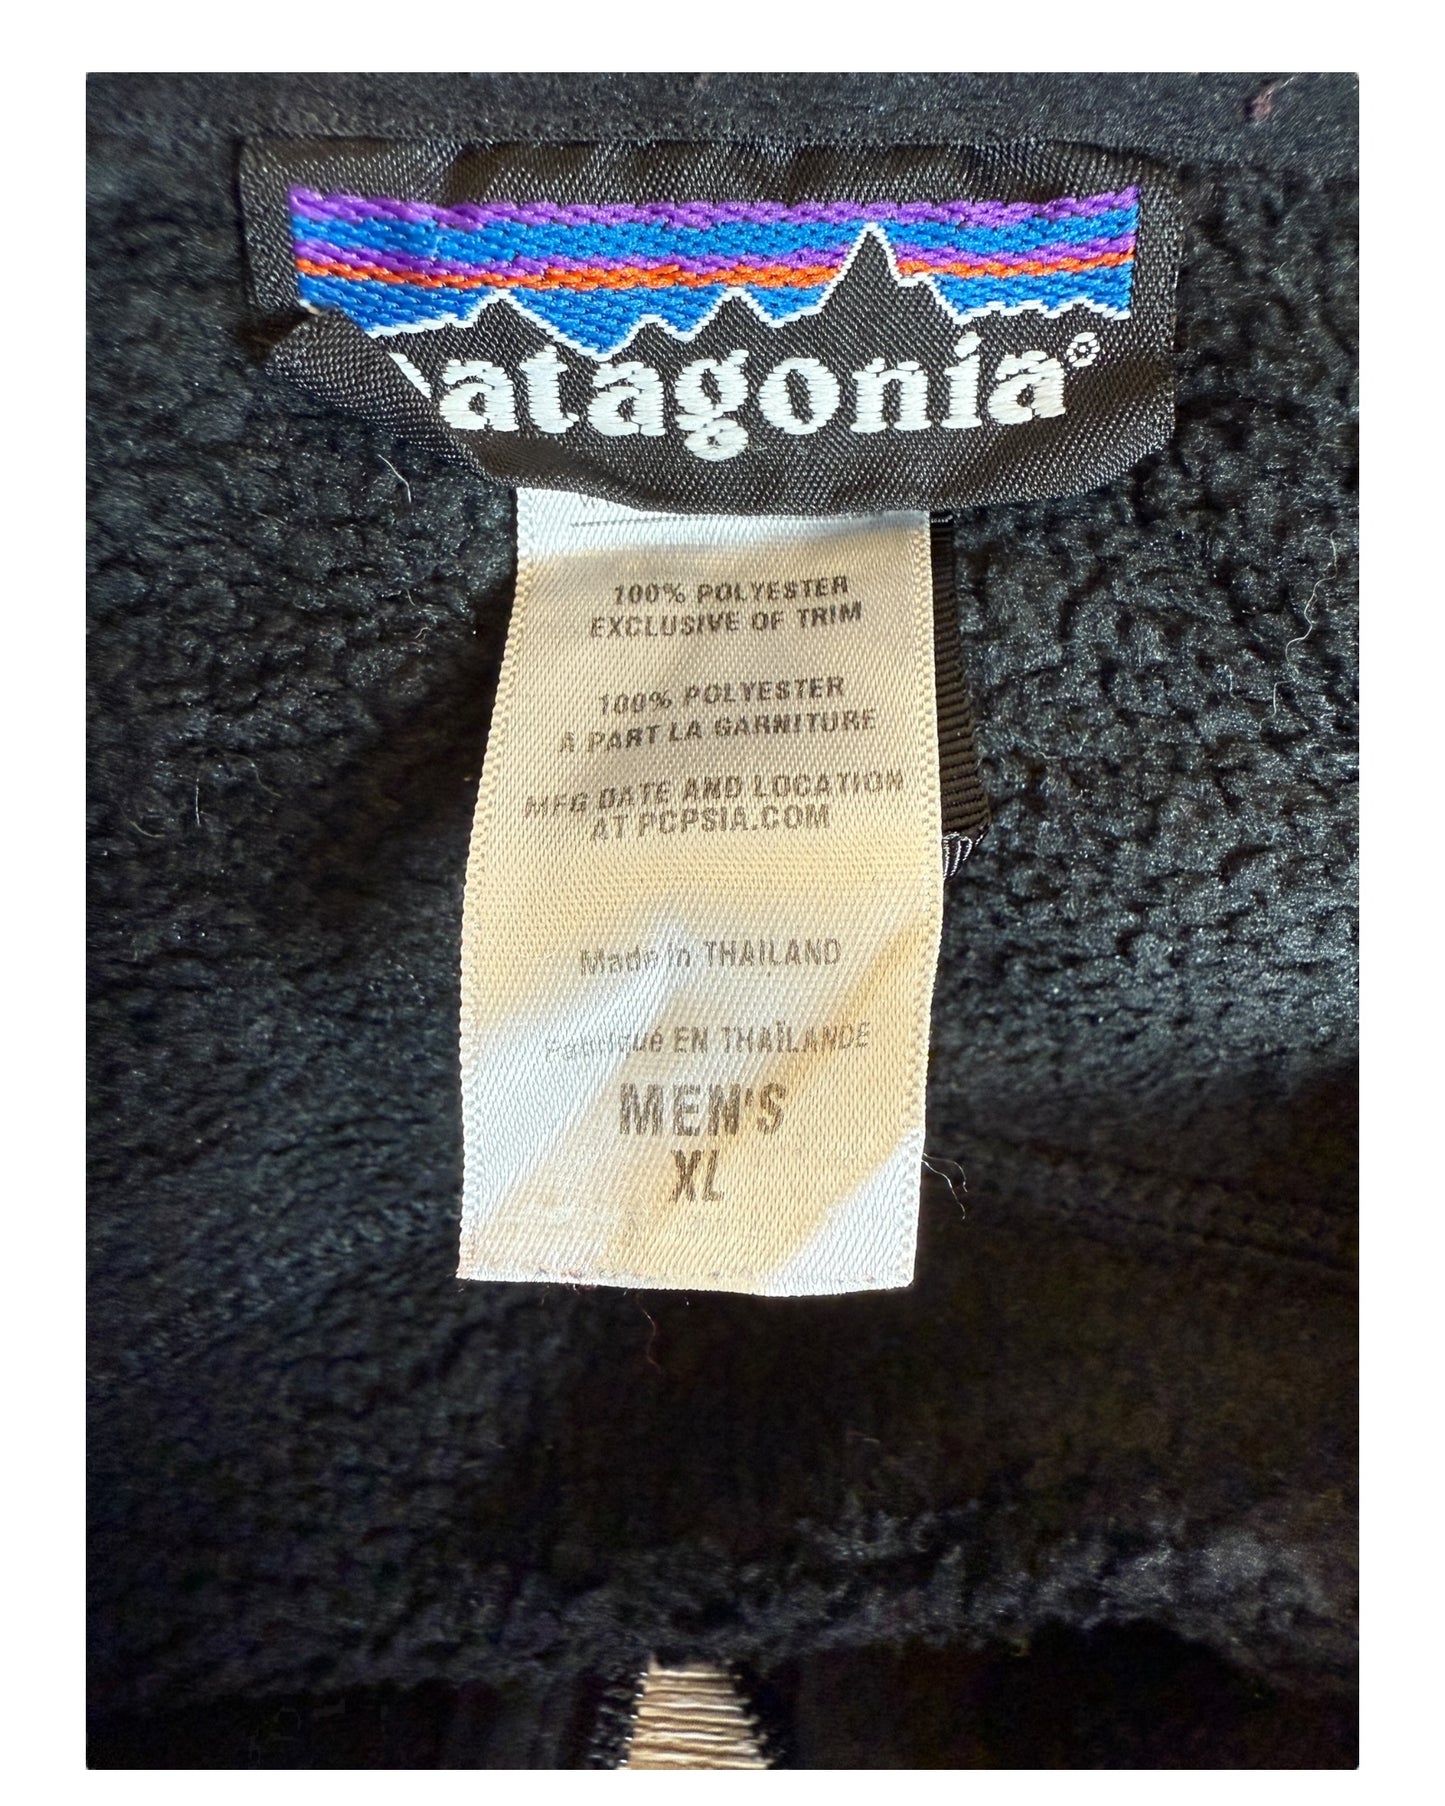 patagonia®
100% POLYESTER
EXCLUSIVE OF TRIM
100% POLYESTER
A PART LA GARNITURE
MFG DATE AND LOCATION
AT PCPSIA.COM
Made in THAILAND
Fabriqué EN THAÏLANDE
MEN'S
XL